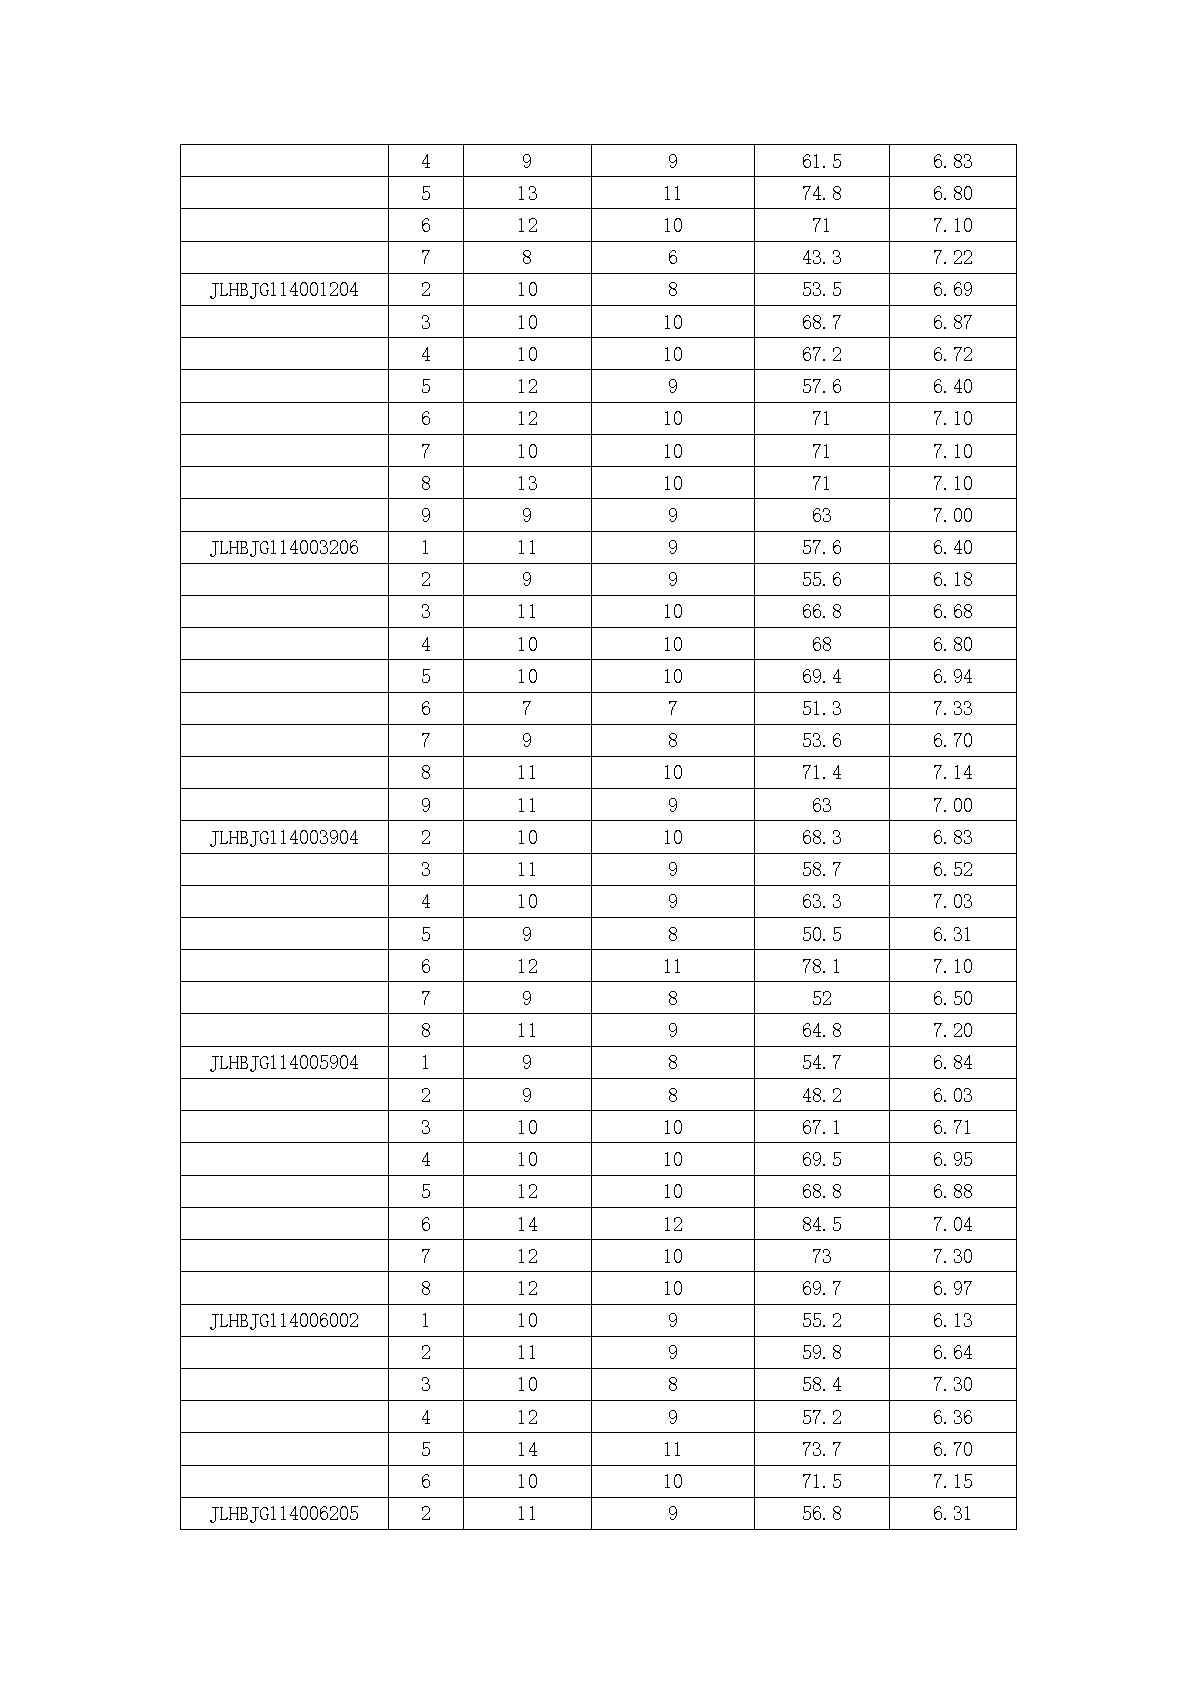 4 9 9 61.5 6.83
5 13 11 74.8 6.80
6 12 10 71 7.10
7 8 6 43.3 7.22
JLHBJG114001204 2 10 8 53.5 6.69
3 10 10 68.7 6.87
4 10 10 67.2 6.72
5 12 9 57.6 6.40
6 12 10 71 7.10
7 10 10 71 7.10
8 13 10 71 7.10
9 9 9 63 7.00
JLHBJG114003206 1 11 9 57.6 6.40
2 9 9 55.6 6.18
3 11 10 66.8 6.68
4 10 10 68 6.80
5 10 10 69.4 6.94
6 7 7 51.3 7.33
7 9 8 53.6 6.70
8 11 10 71.4 7.14
9 11 9 63 7.00
JLHBJG114003904 2 10 10 68.3 6.83
3 11 9 58.7 6.52
4 10 9 63.3 7.03
5 9 8 50.5 6.31
6 12 11 78.1 7.10
7 9 8 52 6.50
8 11 9 64.8 7.20
JLHBJG114005904 1 9 8 54.7 6.84
2 9 8 48.2 6.03
3 10 10 67.1 6.71
4 10 10 69.5 6.95
5 12 10 68.8 6.88
6 14 12 84.5 7.04
7 12 10 73 7.30
8 12 10 69.7 6.97
JLHBJG114006002 1 10 9 55.2 6.13
2 11 9 59.8 6.64
3 10 8 58.4 7.30
4 12 9 57.2 6.36
5 14 11 73.7 6.70
6 10 10 71.5 7.15
JLHBJG114006205 2 11 9 56.8 6.31